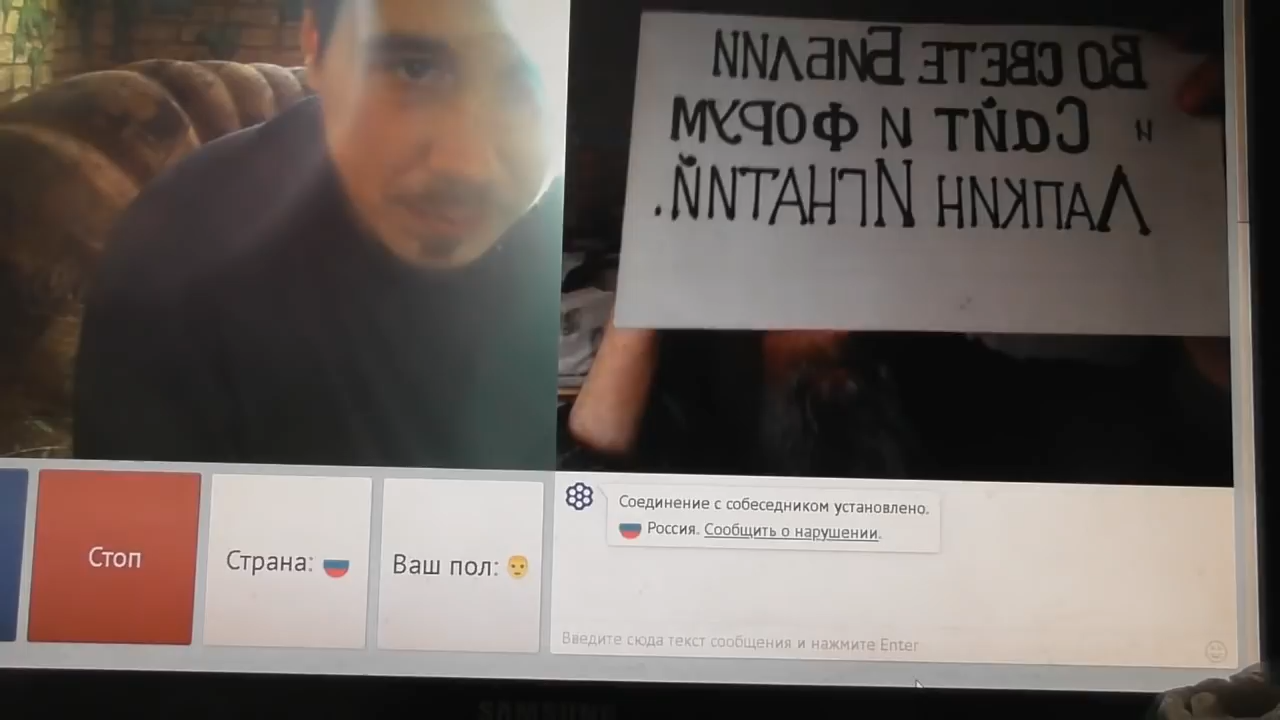 Во свете Библии
и Сайт и форум
Лапкин Игнатий.
Соединение с собеседником установлено.
Россия. Сообщить о нарушении.
Стоп
Страна:
Ваш пол:
Введите сюда текст сообщения и нажмите Enter
SAMSUNG